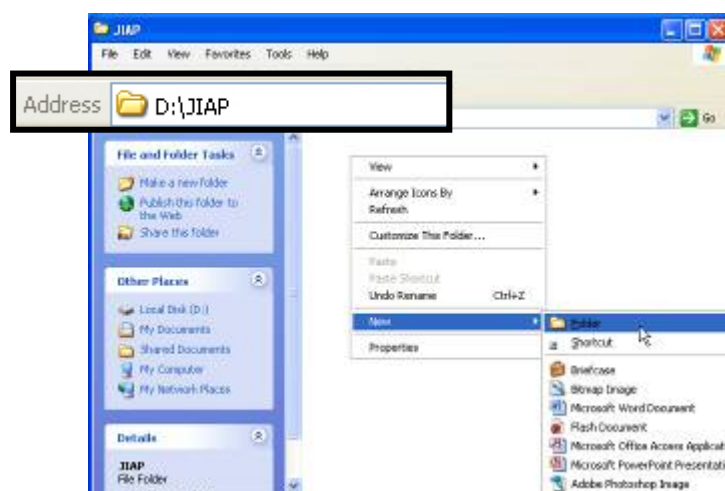 JIAP
File Edit View Favorites Tools Help
Address D:\JIAP
Go
File and Folder Tasks
Make a new folder
Publish this folder to
the Web
Share this folder
Other Places
Local Disk (D:)
My Documents
Shared Documents
My Computer
My Network Places
Details
JIAP
File Folder
View
Arrange Icons By
Refresh
Customize This Folder...
Paste
Paste Shortcut
Undo Rename Ctrl+Z
New
Properties
Folder
Shortcut
Briefcase
Bitmap Image
Microsoft Word Document
Flash Document
Microsoft Office Access Applicat
Microsoft PowerPoint Presentati
Adobe Photoshop Image